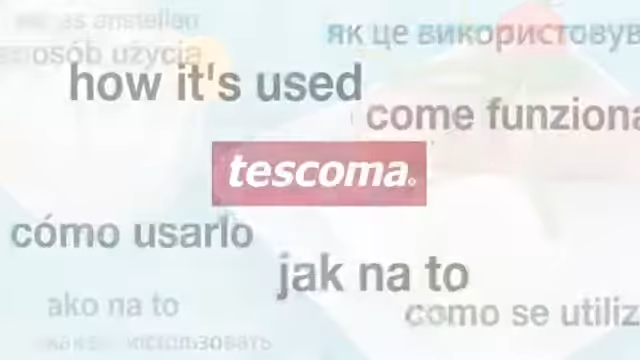 sposób użycia
як це використовув
how it's used
come funziona
tescoma
cómo usarlo
jak na to
ako na to
como se utiliz
использовать